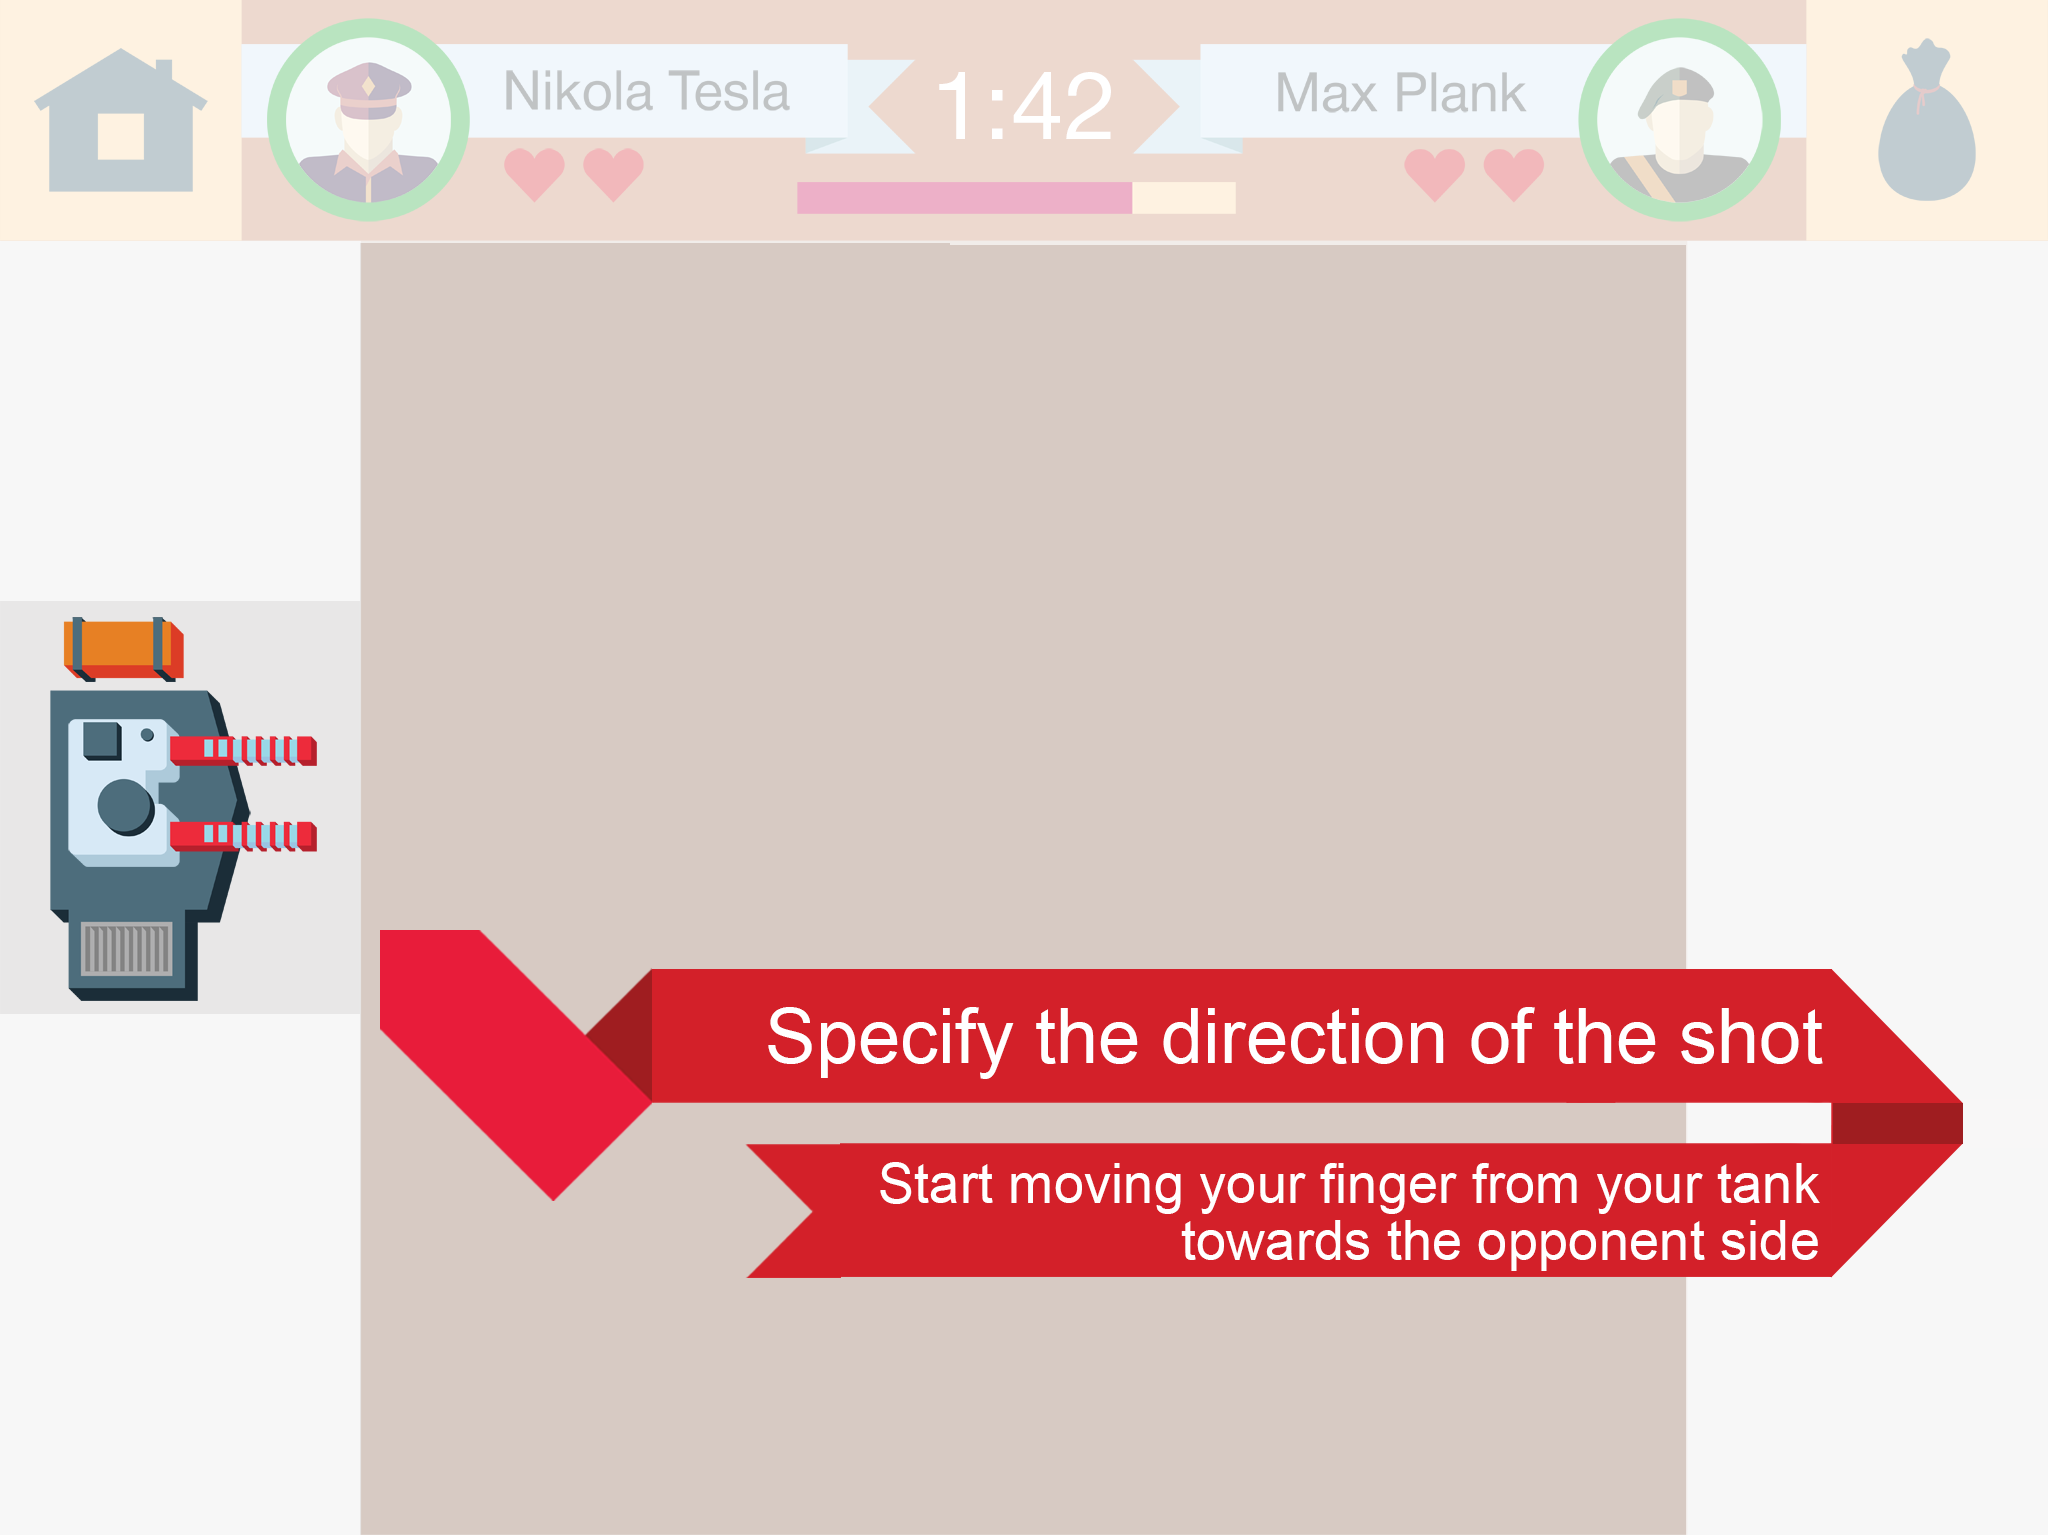 Nikola Tesla
1:42
Max Plank
Specify the direction of the shot
Start moving your finger from your tank
towards the opponent side